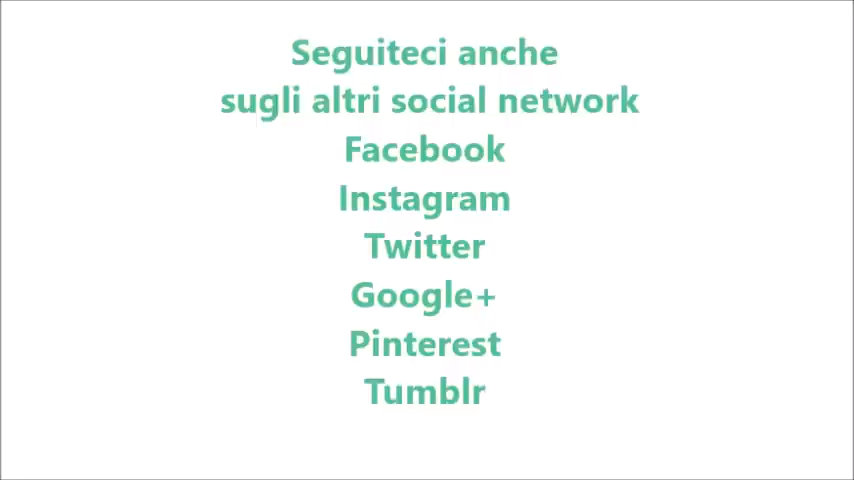 Seguiteci anche
sugli altri social network
Facebook
Instagram
Twitter
Google+
Pinterest
Tumblr